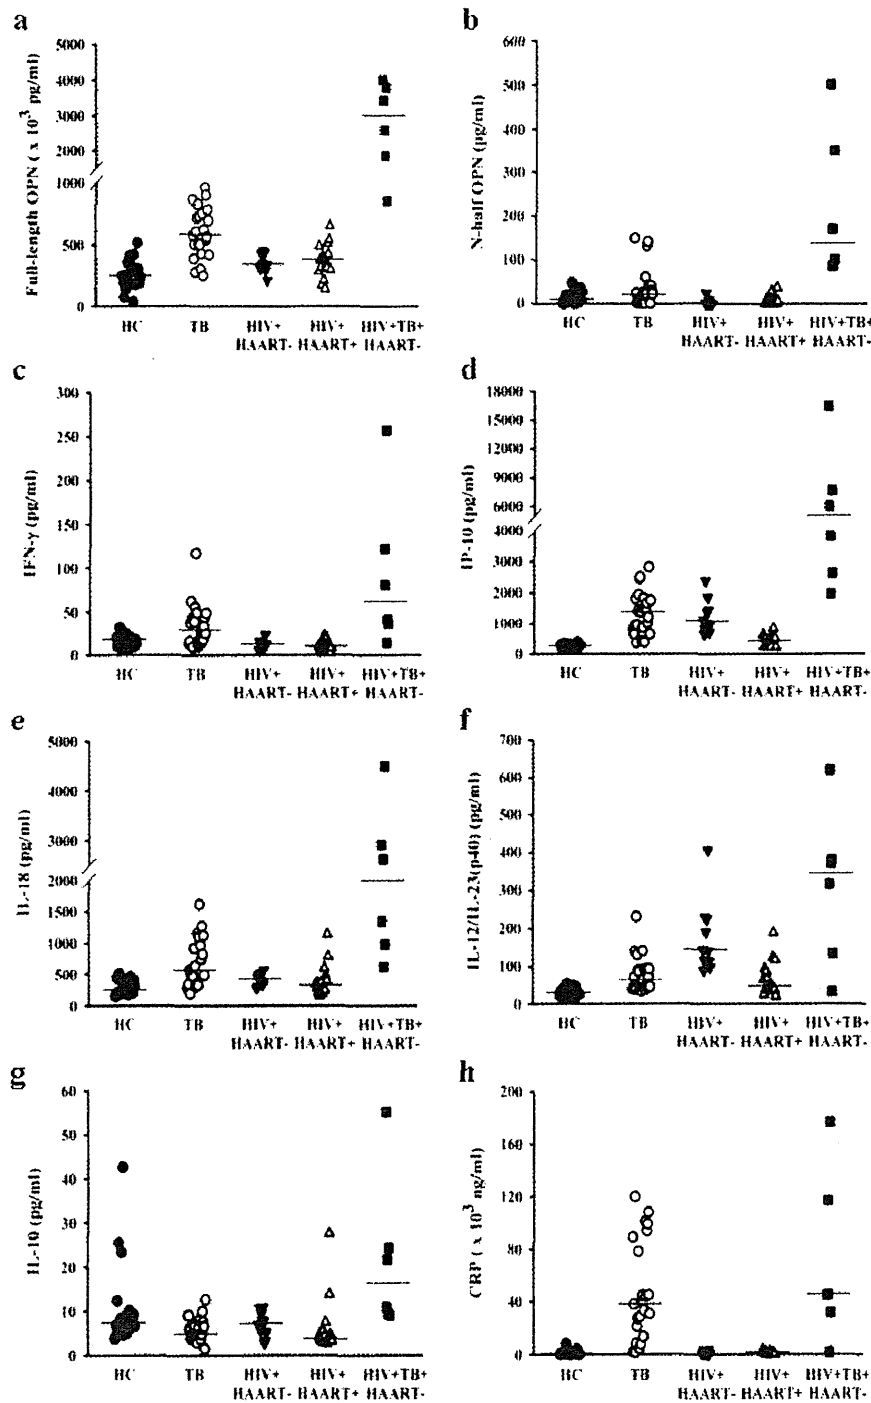 a
Full-length OPN ( x 10³ pg/ml)
5000
4000
3000
2000
1000
500
0
HC TB HIV+ HIV+ HIV+TB+
HAART- HAART+ HAART-
b
N-half OPN (pg/ml)
600
500
400
300
200
100
0
HC TB HIV+ HIV+ HIV+TB+
HAART- HAART+ HAART-
c
IFN-γ (pg/ml)
300
250
200
150
100
50
0
HC TB HIV+ HIV+ HIV+TB+
HAART- HAART+ HAART-
d
IP-10 (pg/ml)
18000
15000
12000
9000
6000
4000
3000
2000
1000
0
HC TB HIV+ HIV+ HIV+TB+
HAART- HAART+ HAART-
e
IL-18 (pg/ml)
5000
4000
3000
2000
1500
1000
500
0
HC TB HIV+ HIV+ HIV+TB+
HAART- HAART+ HAART-
f
IL-12/IL-23(p40) (pg/ml)
700
600
500
400
300
200
100
0
HC TB HIV+ HIV+ HIV+TB+
HAART- HAART+ HAART-
g
IL-10 (pg/ml)
60
50
40
30
20
10
0
HC TB HIV+ HIV+ HIV+TB+
HAART- HAART+ HAART-
h
CRP ( x 10³ ng/ml)
200
160
120
80
40
0
HC TB HIV+ HIV+ HIV+TB+
HAART- HAART+ HAART-